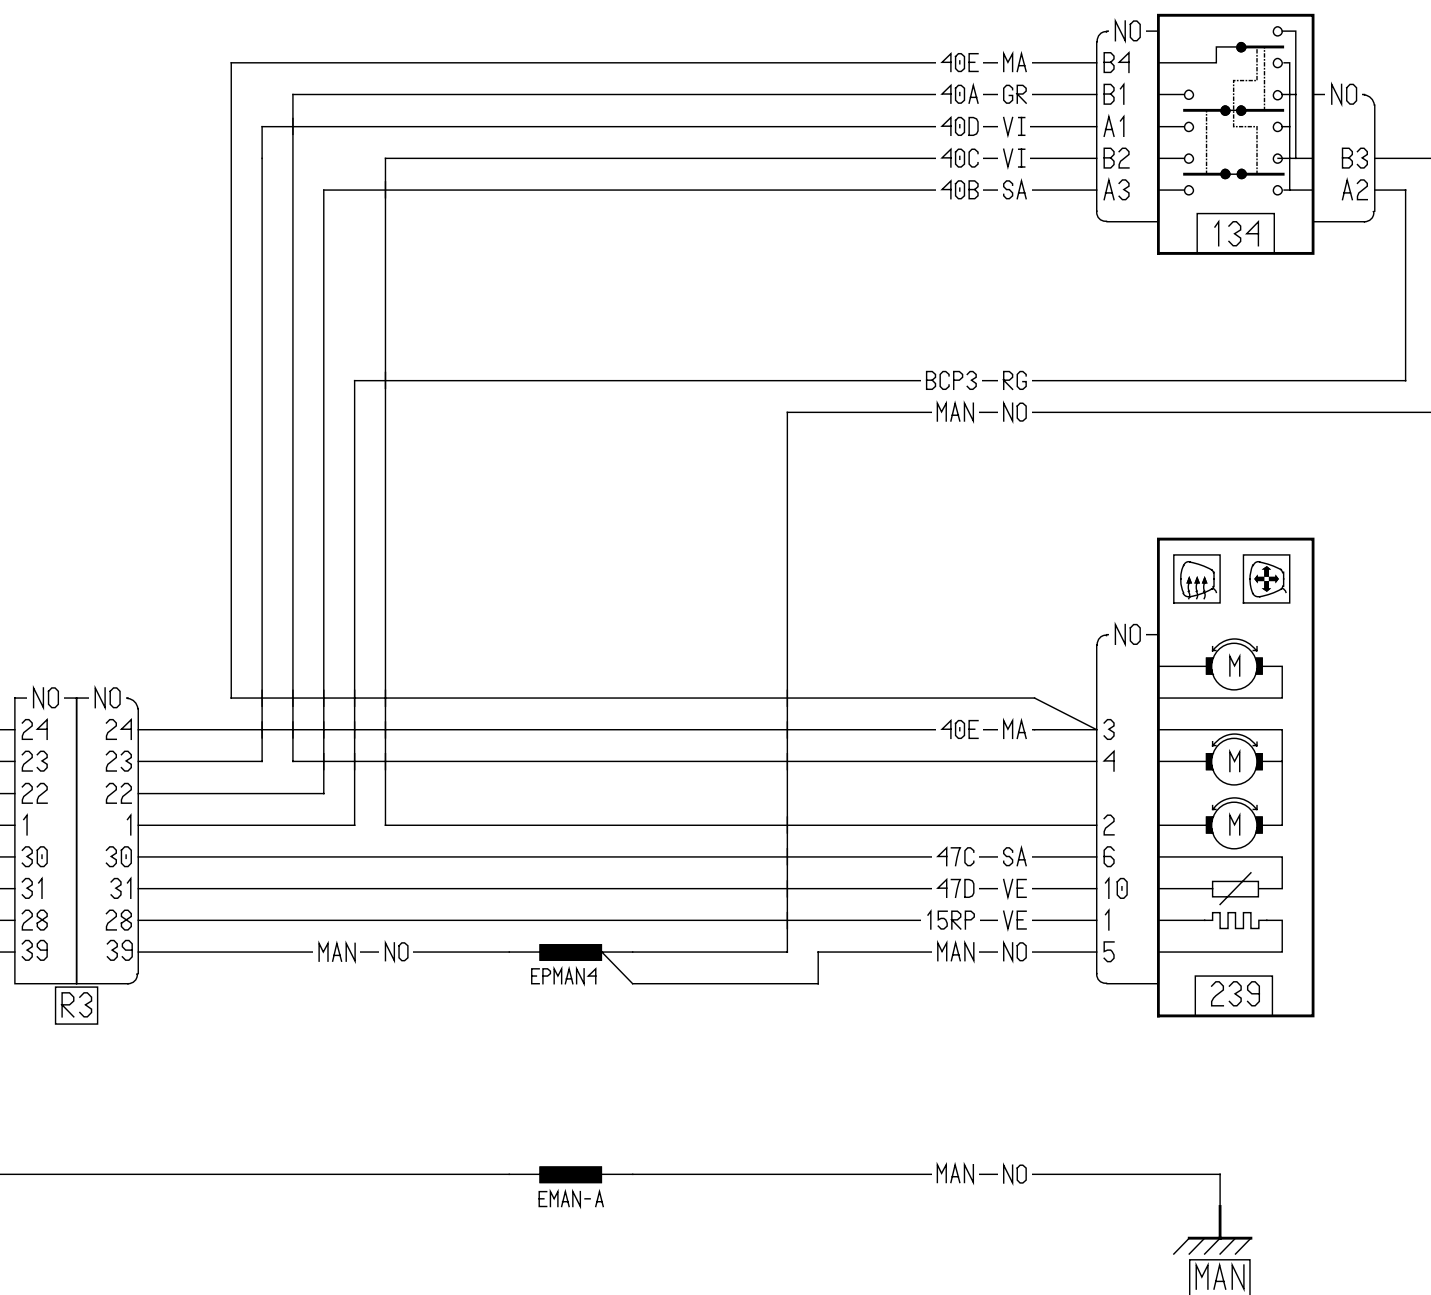 NO
40E MA B4
40A GR B1 NO
40D VI A1
40C VI B2 B3
40B SA A3 A2
134
BCP3 RG
MAN NO
NO
M
NO NO
24 24 40E MA 3
23 23 4 M
22 22
1 1 2 M
30 30 47C SA 6
31 31 47D VE 10
28 28 15RP VE 1
39 39 MAN NO MAN NO 5
EPMAN4
R3 239
MAN NO
EMAN-A
MAN